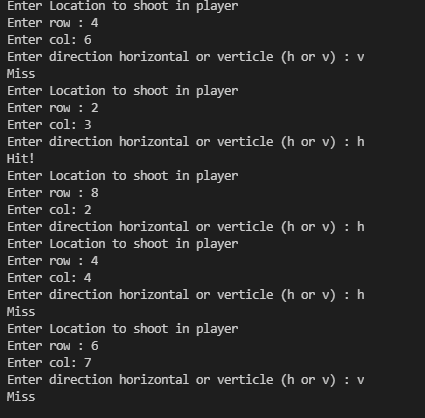 Enter Location to shoot in player
Enter row : 4
Enter col: 6
Enter direction horizontal or verticle (h or v) : v
Miss
Enter Location to shoot in player
Enter row : 2
Enter col: 3
Enter direction horizontal or verticle (h or v) : h
Hit!
Enter Location to shoot in player
Enter row : 8
Enter col: 2
Enter direction horizontal or verticle (h or v) : h
Enter Location to shoot in player
Enter row : 4
Enter col: 4
Enter direction horizontal or verticle (h or v) : h
Miss
Enter Location to shoot in player
Enter row : 6
Enter col: 7
Enter direction horizontal or verticle (h or v) : v
Miss